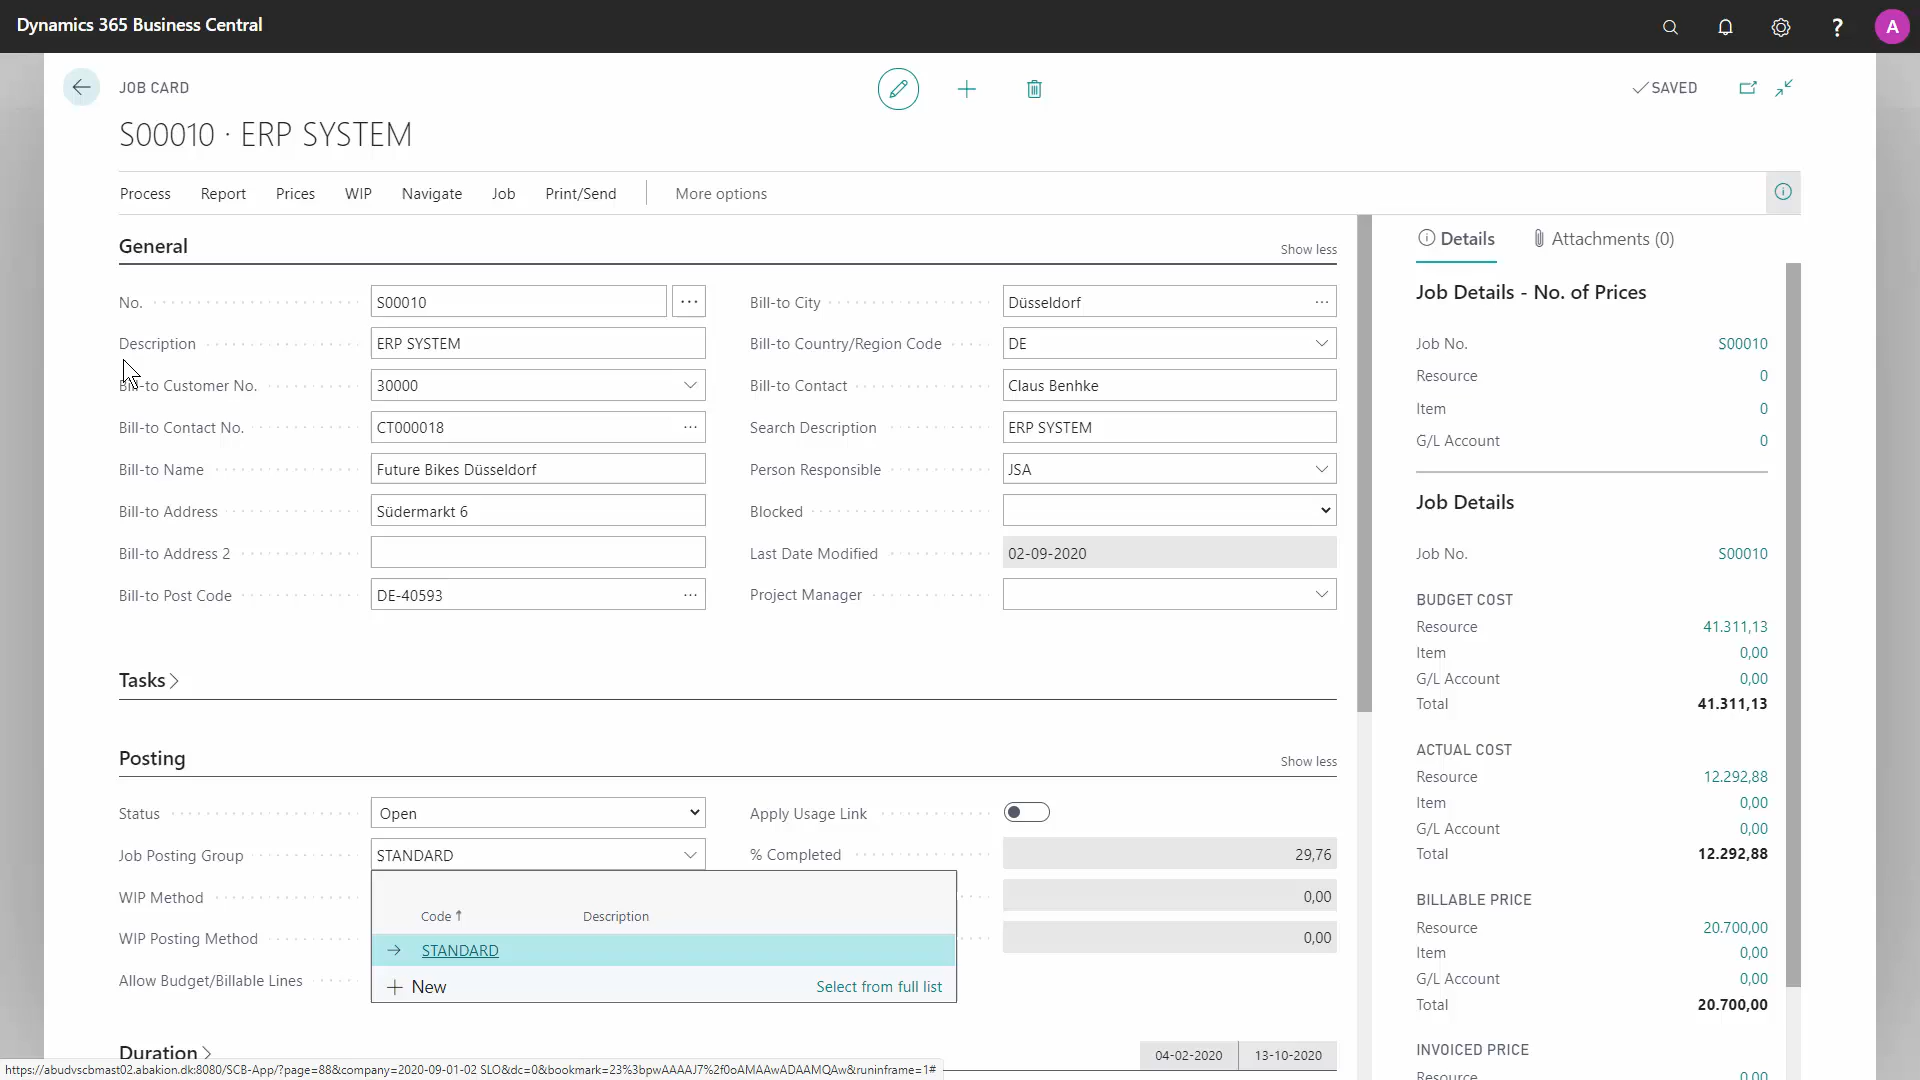 Dynamics 365 Business Central
?
A
JOB CARD
SAVED
S00010 · ERP SYSTEM
Process Report Prices WIP Navigate Job Print/Send More options
General
Show less
No. S00010 ...
Description ERP SYSTEM
Bill-to Customer No. 30000
Bill-to Contact No. CT000018 ...
Bill-to Name Future Bikes Düsseldorf
Bill-to Address Südermarkt 6
Bill-to Address 2
Bill-to Post Code DE-40593 ...
Bill-to City Düsseldorf ...
Bill-to Country/Region Code DE
Bill-to Contact Claus Benhke
Search Description ERP SYSTEM
Person Responsible JSA
Blocked
Last Date Modified 02-09-2020
Project Manager
Tasks
Posting
Show less
Status Open
Job Posting Group STANDARD
WIP Method
WIP Posting Method
Allow Budget/Billable Lines
Apply Usage Link
% Completed 29,76
0,00
0,00
Code ↑ Description
→ STANDARD
+ New Select from full list
Duration 04-02-2020 13-10-2020
Details Attachments (0)
Job Details - No. of Prices
Job No. S00010
Resource 0
Item 0
G/L Account 0
Job Details
Job No. S00010
BUDGET COST
Resource 41.311,13
Item 0,00
G/L Account 0,00
Total 41.311,13
ACTUAL COST
Resource 12.292,88
Item 0,00
G/L Account 0,00
Total 12.292,88
BILLABLE PRICE
Resource 20.700,00
Item 0,00
G/L Account 0,00
Total 20.700,00
INVOICED PRICE
Resource 0,00
https://abudvscbmast02.abakion.dk:8080/SCB-App/?page=88&company=2020-09-01-02 SLO&dc=0&bookmark=23%3bpwAAAAJ7%2f0oAMAAwADAAMQAw&runinframe=1#